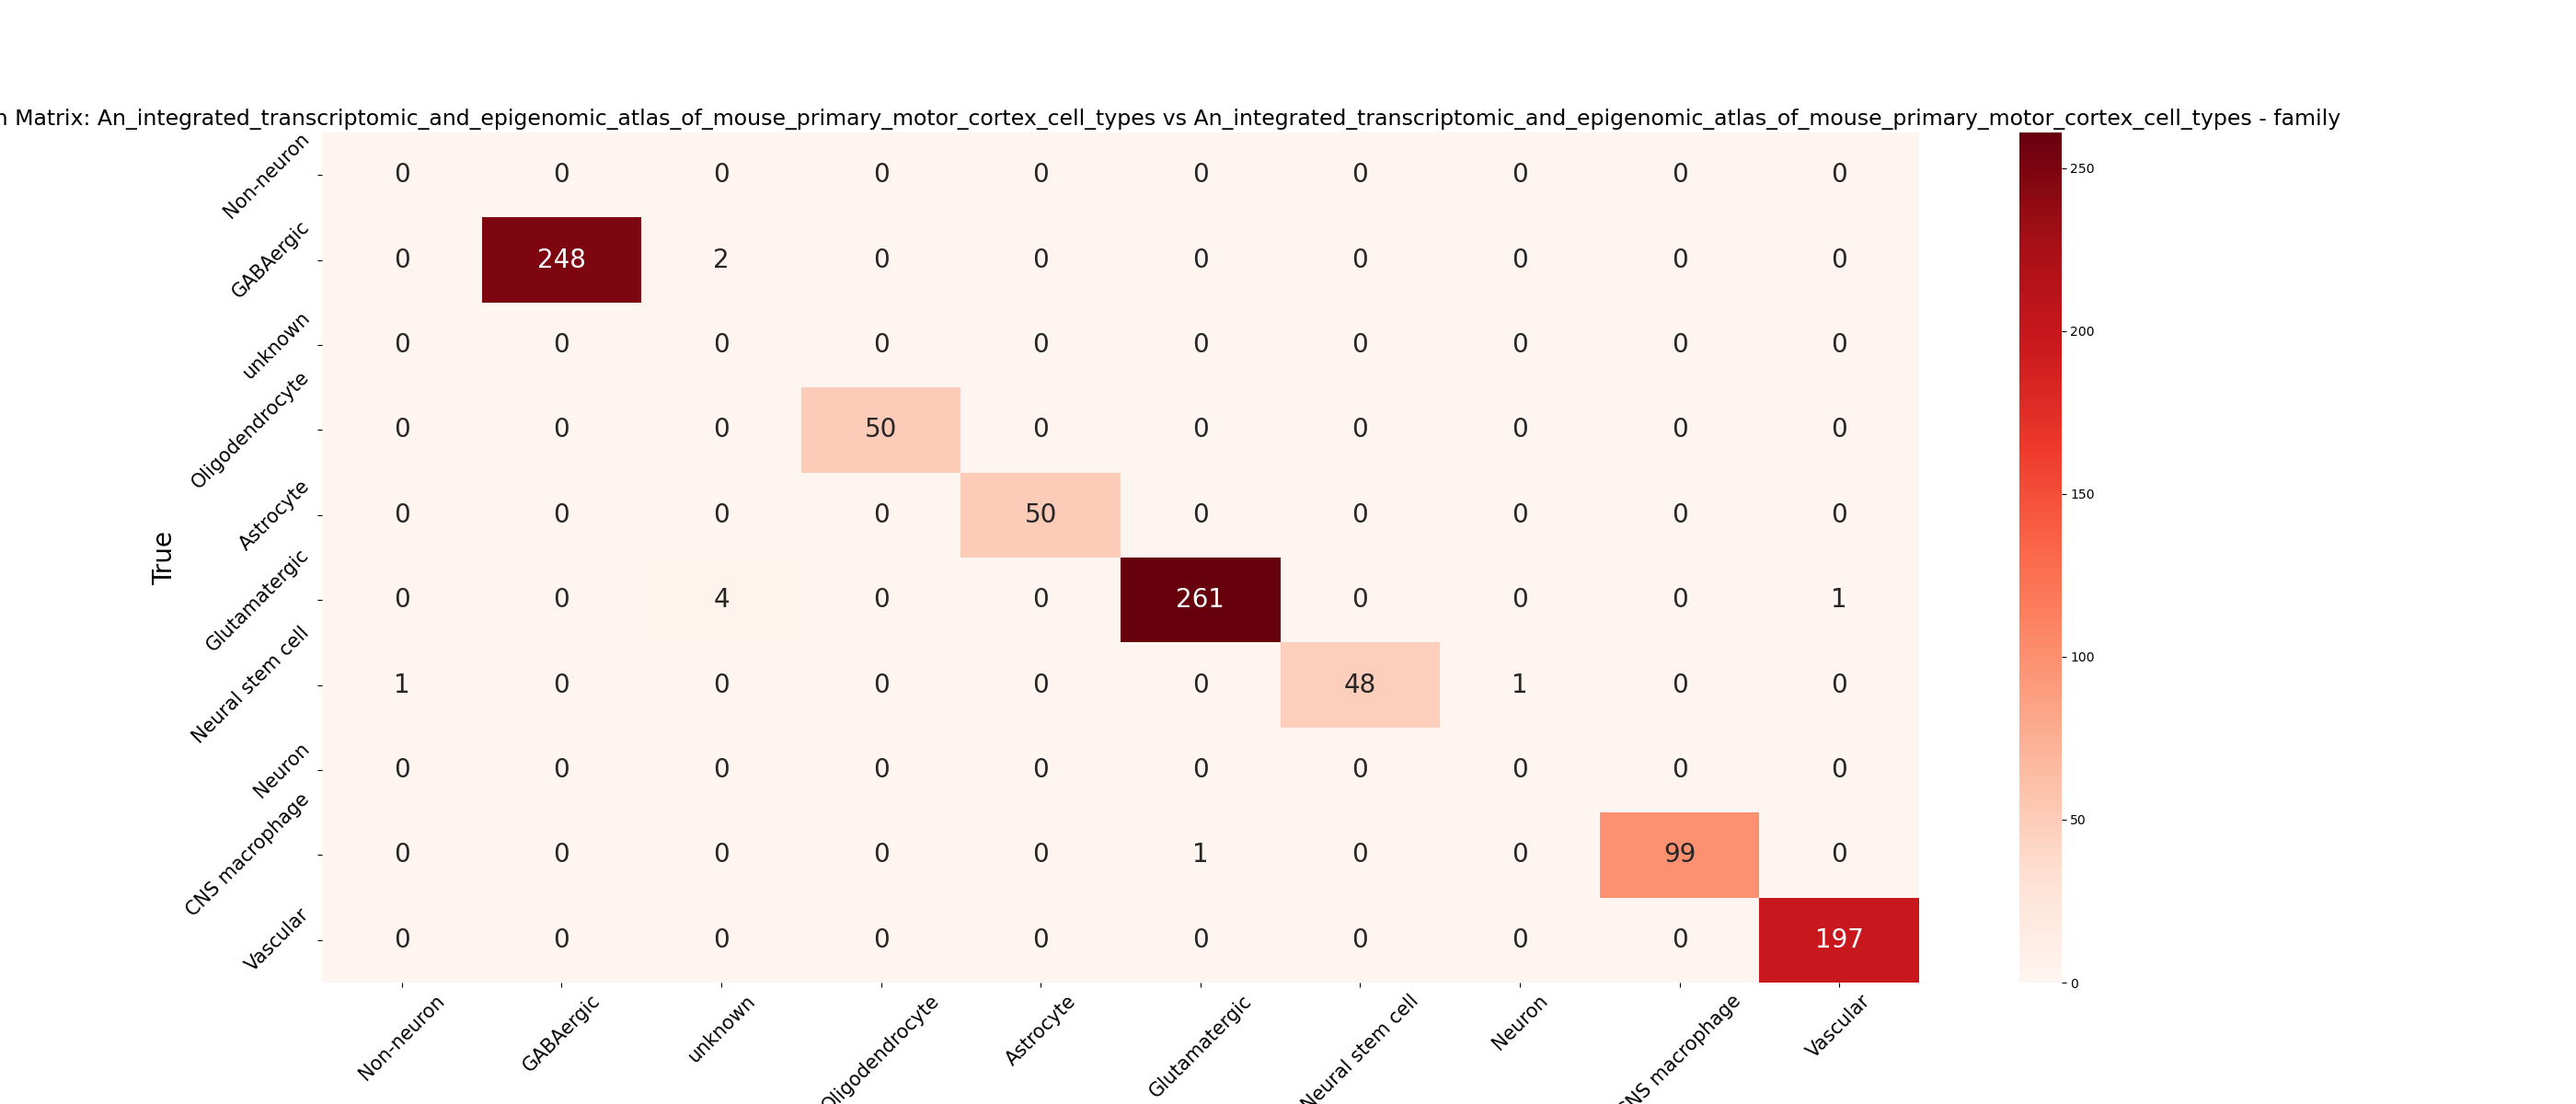 n Matrix: An_integrated_transcriptomic_and_epigenomic_atlas_of_mouse_primary_motor_cortex_cell_types vs An_integrated_transcriptomic_and_epigenomic_atlas_of_mouse_primary_motor_cortex_cell_types - family
Non-neuron 0 0 0 0 0 0 0 0 0 0
GABAergic 0 248 2 0 0 0 0 0 0 0
unknown 0 0 0 0 0 0 0 0 0 0
Oligodendrocyte 0 0 0 50 0 0 0 0 0 0
Astrocyte 0 0 0 0 50 0 0 0 0 0
Glutamatergic 0 0 4 0 0 261 0 0 0 1
Neural stem cell 1 0 0 0 0 0 48 1 0 0
Neuron 0 0 0 0 0 0 0 0 0 0
CNS macrophage 0 0 0 0 0 1 0 0 99 0
Vascular 0 0 0 0 0 0 0 0 0 197
True
Non-neuron GABAergic unknown Oligodendrocyte Astrocyte Glutamatergic Neural stem cell Neuron CNS macrophage Vascular
250
200
150
100
50
0